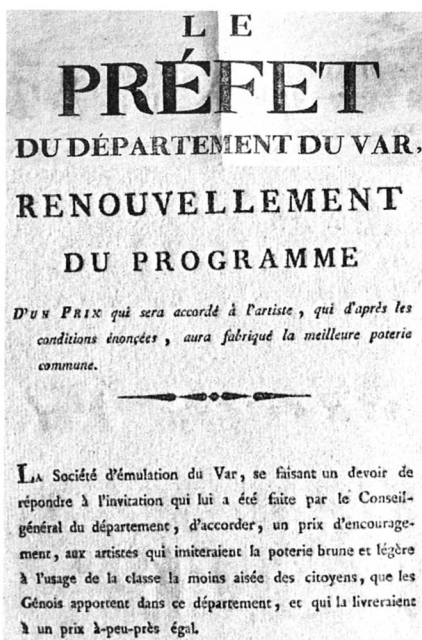 LE
PRÉFET
DU DÉPARTEMENT DU VAR,
RENOUVELLEMENT
DU PROGRAMME
D'UN PRIX qui sera accordé à l'artiste, qui d'après les
conditions énoncées, aura fabriqué la meilleure poterie
commune.
LA Société d'émulation du Var, se faisant un devoir de
répondre à l'invitation qui lui a été faite par le Conseil-
général du département, d'accorder, un prix d'encourage-
ment, aux artistes qui imiteraient la poterie brune et légère
à l'usage de la classe la moins aisée des citoyens, que les
Génois apportent dans ce département, et qui la livreraient
à un prix à-peu-près égal.